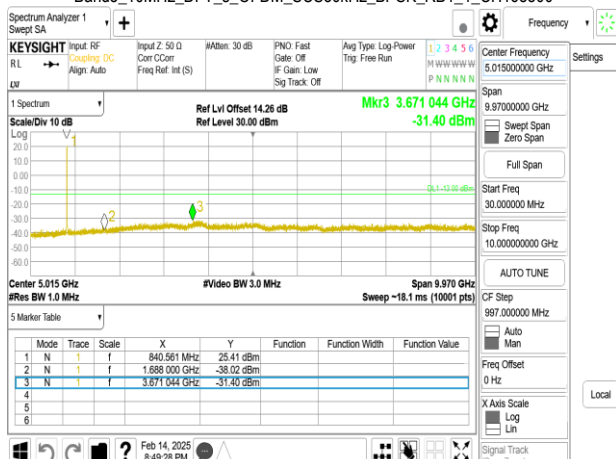 Spectrum Analyzer 1
Swept SA
Frequency
Settings
KEYSIGHT
RL
Input: RF
Coupling: DC
Align: Auto
Input Z: 50 Ω
Corr CCorr
Freq Ref: Int (S)
#Atten: 30 dB
PNO: Fast
Gate: Off
IF Gain: Low
Sig Track: Off
Avg Type: Log-Power
Trig: Free Run
1 2 3 4 5 6
M W W W W W
P N N N N N
LXI
1 Spectrum
Scale/Div 10 dB
Log
Ref Lvl Offset 14.26 dB
Ref Level 30.00 dBm
Mkr3 3.671 044 GHz
-31.40 dBm
20.0
10.0
0.00
-10.0
-20.0
-30.0
-40.0
-50.0
-60.0
1
2
3
DL1 -13.00 dBm
Center 5.015 GHz
#Res BW 1.0 MHz
#Video BW 3.0 MHz
Span 9.970 GHz
Sweep ~18.1 ms (10001 pts)
5 Marker Table
Mode Trace Scale X Y Function Function Width Function Value
1 N 1 f 840.561 MHz 25.41 dBm
2 N 1 f 1.688 000 GHz -38.02 dBm
3 N 1 f 3.671 044 GHz -31.40 dBm
4
5
6
Feb 14, 2025
8:49:28 PM
Center Frequency
5.015000000 GHz
Span
9.97000000 GHz
Swept Span
Zero Span
Full Span
Start Freq
30.000000 MHz
Stop Freq
10.000000000 GHz
AUTO TUNE
CF Step
997.000000 MHz
Auto
Man
Freq Offset
0 Hz
X Axis Scale
Log
Lin
Signal Track
Local